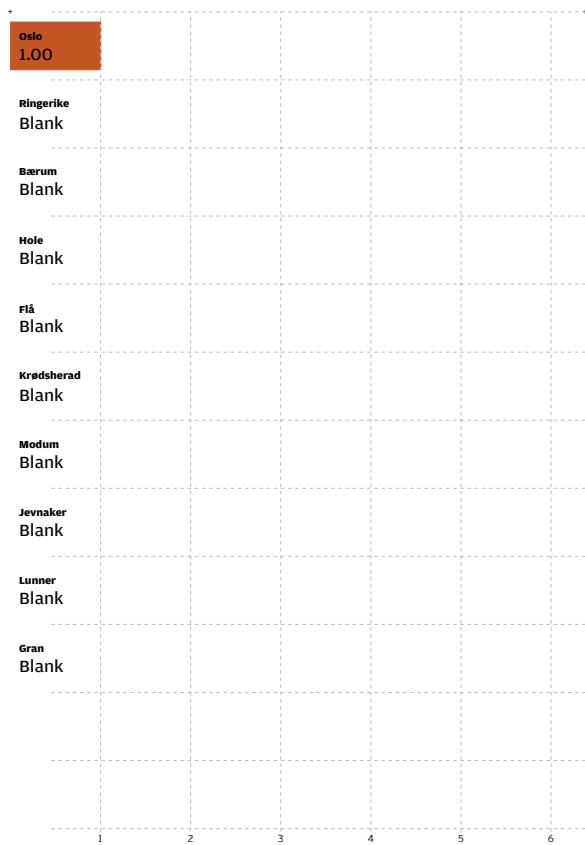 Oslo
1.00
Ringerike
Blank
Bærum
Blank
Hole
Blank
Flå
Blank
Krødsherad
Blank
Modum
Blank
Jevnaker
Blank
Lunner
Blank
Gran
Blank
1 2 3 4 5 6